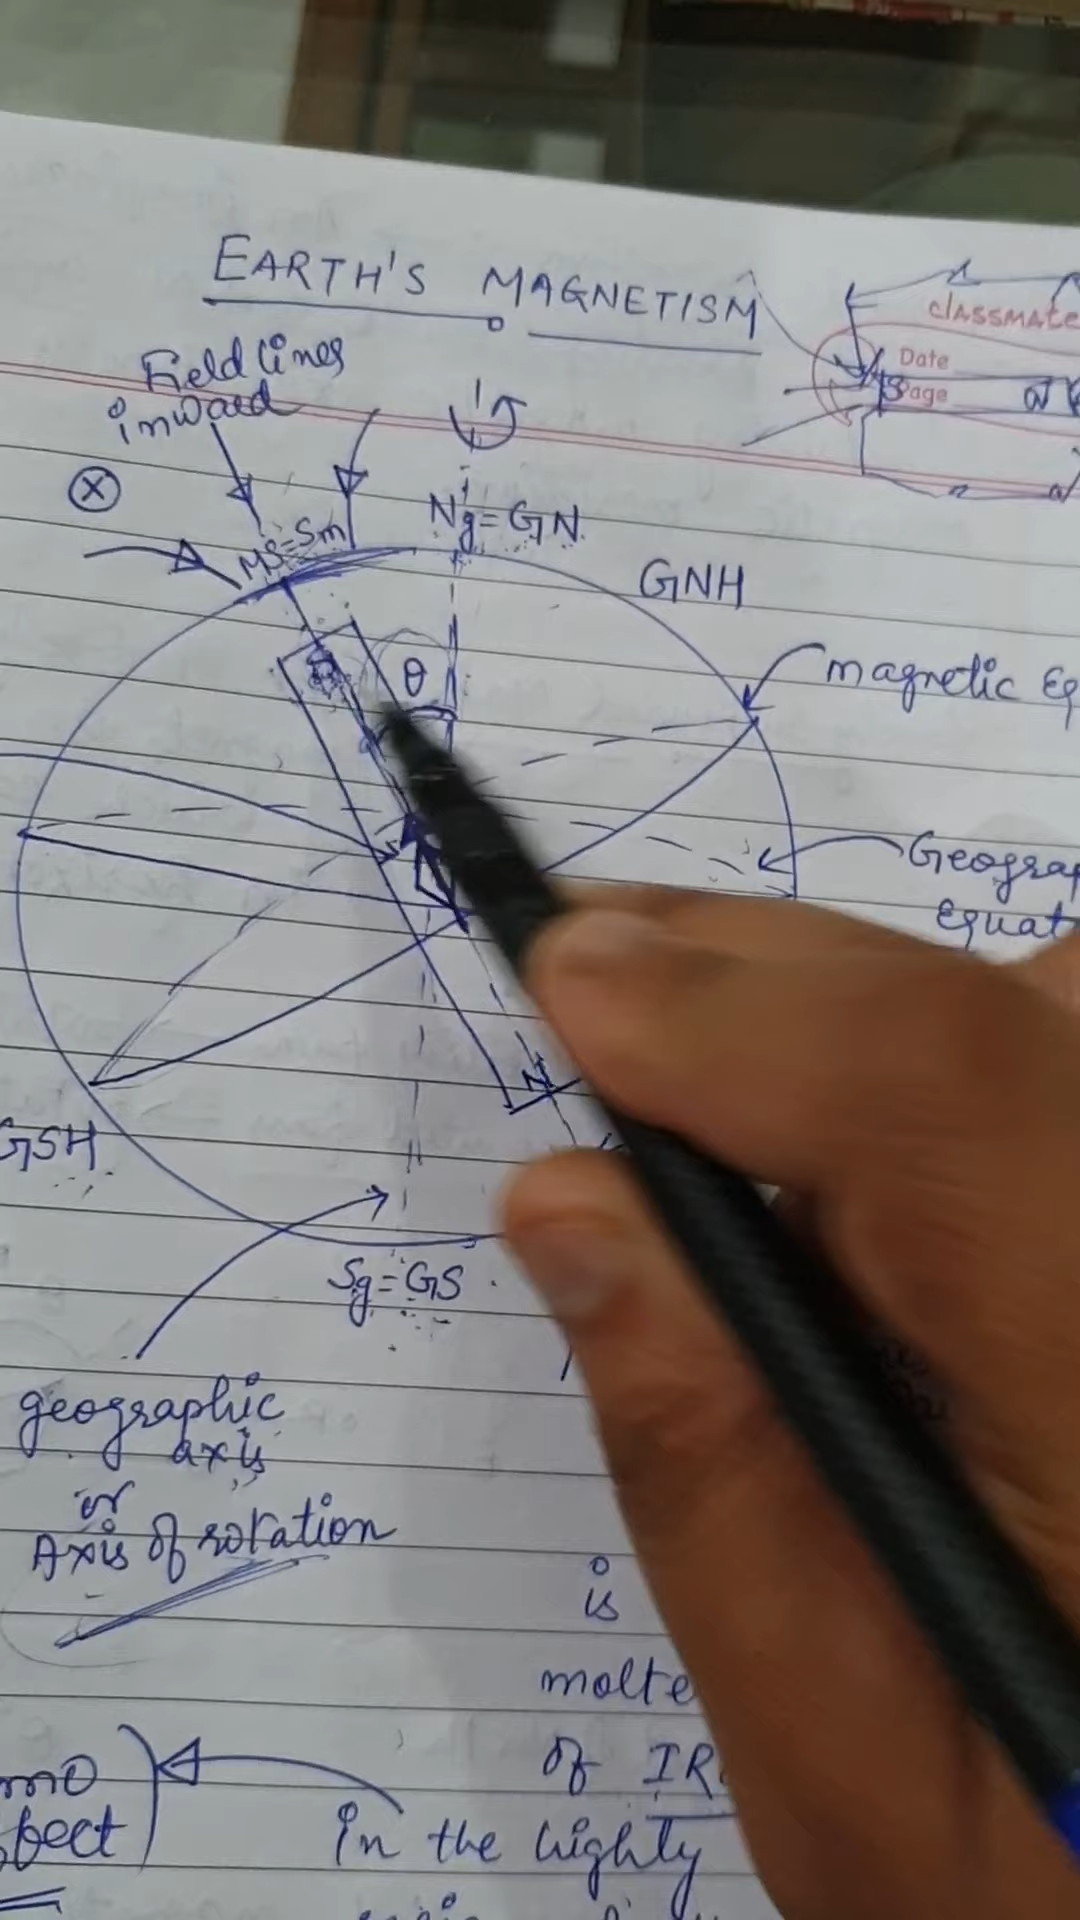 EARTH'S MAGNETISM
classmate
Date
Page
Field lines
inward
X
MS=Sm
Ng=GN
GNH
θ
magnetic Eq
Geograp
Equat
N
GSH
Sg=GS
geographic
axis
or
Axis of rotation
is
molte
of IR
in the highly